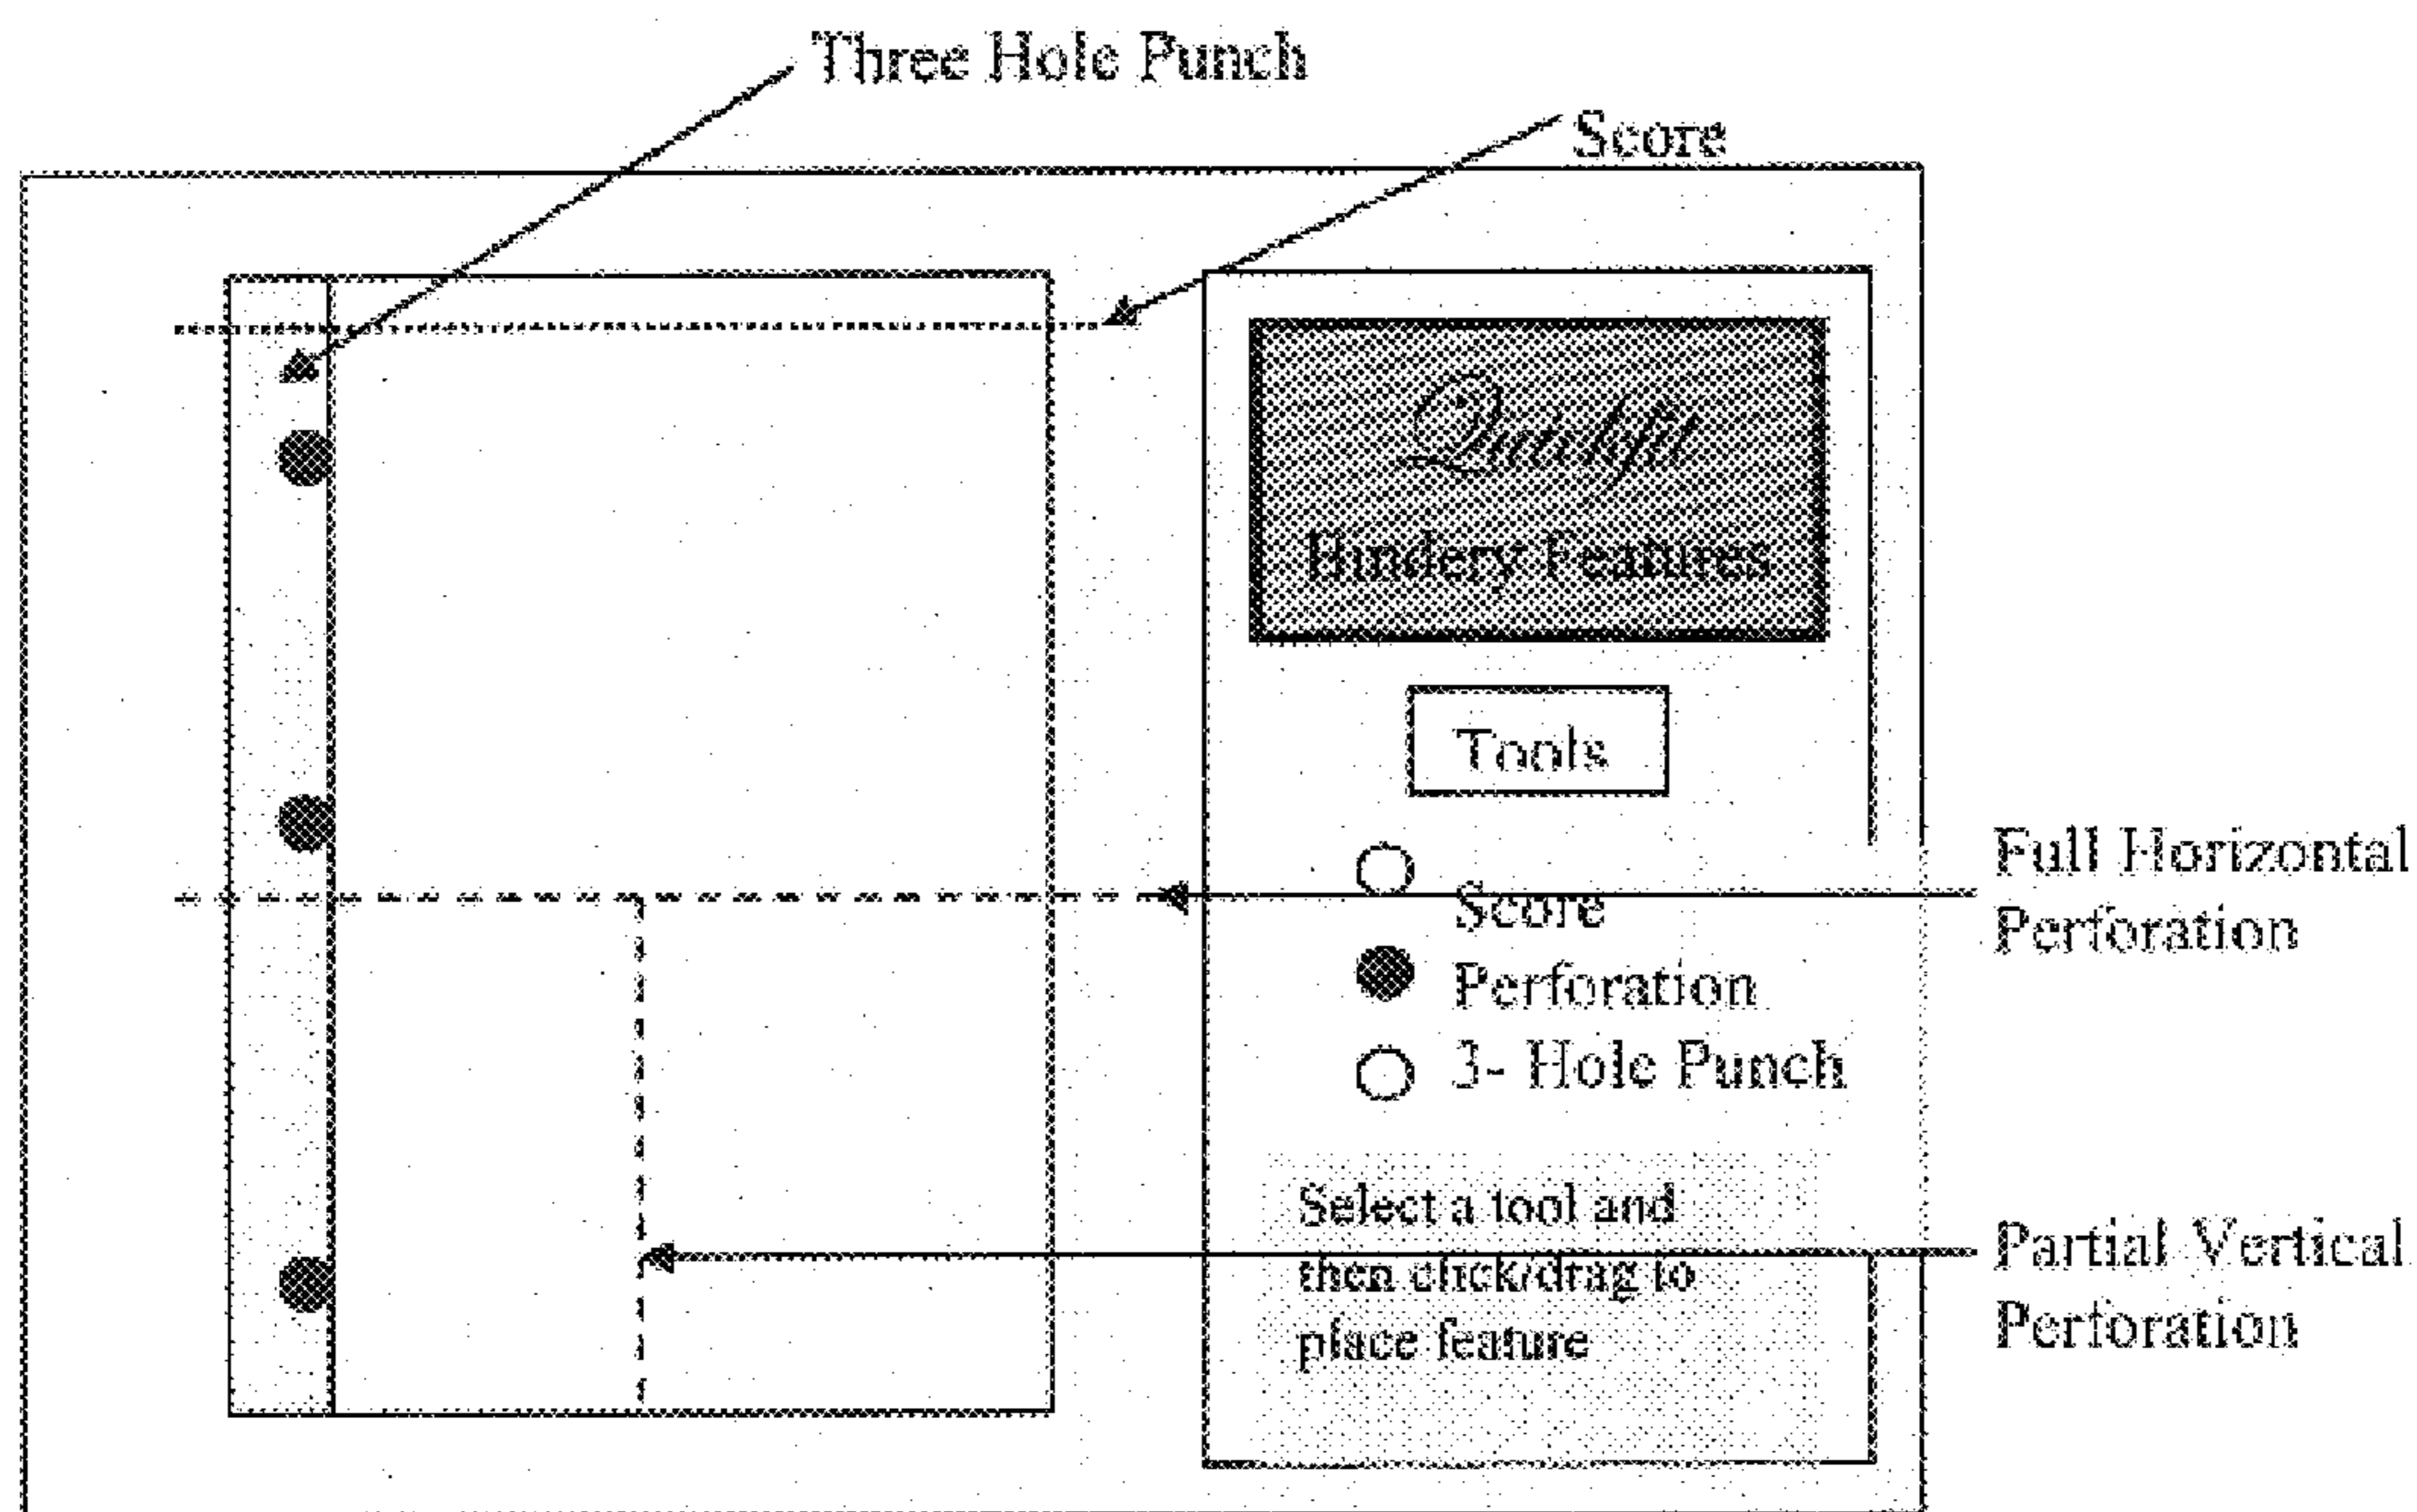 Three Hole Punch
Score
Bindery Features
Tools
Score
Perforation
3- Hole Punch
Select a tool and
then click/drag to
place feature
Full Horizontal
Perforation
Partial Vertical
Perforation